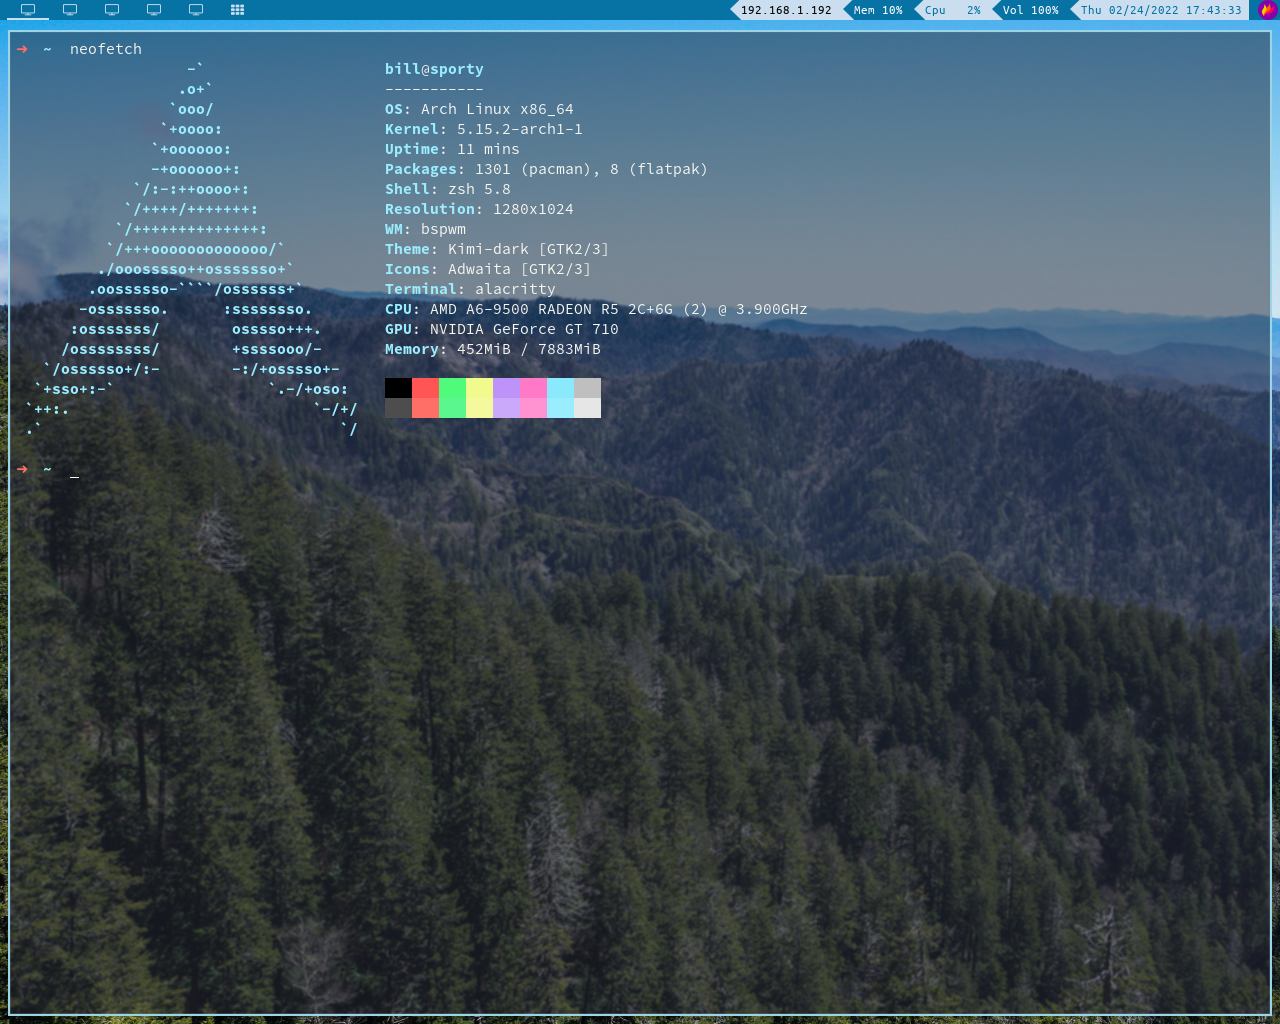 192.168.1.192 Mem 10% Cpu 2% Vol 100% Thu 02/24/2022 17:43:33
➜ ~ neofetch
                  -`                    bill@sporty
                 .o+`                   -----------
                `ooo/                   OS: Arch Linux x86_64
               `+oooo:                  Kernel: 5.15.2-arch1-1
              `+oooooo:                 Uptime: 11 mins
              -+oooooo+:                Packages: 1301 (pacman), 8 (flatpak)
            `/:-:++oooo+:               Shell: zsh 5.8
           `/++++/+++++++:              Resolution: 1280x1024
          `/++++++++++++++:             WM: bspwm
         `/+++ooooooooooooo/`           Theme: Kimi-dark [GTK2/3]
        ./ooosssso++osssssso+`          Icons: Adwaita [GTK2/3]
       .oossssso-````/ossssss+`         Terminal: alacritty
      -osssssso.      :ssssssso.        CPU: AMD A6-9500 RADEON R5 2C+6G (2) @ 3.900GHz
     :osssssss/        osssso+++.       GPU: NVIDIA GeForce GT 710
    /ossssssss/        +ssssooo/-       Memory: 452MiB / 7883MiB
  `/ossssso+/:-        -:/+osssso+-
 `+sso+:-`                 `.-/+oso:
`++:.                           `-/+/
.`                                 `/
➜ ~ _